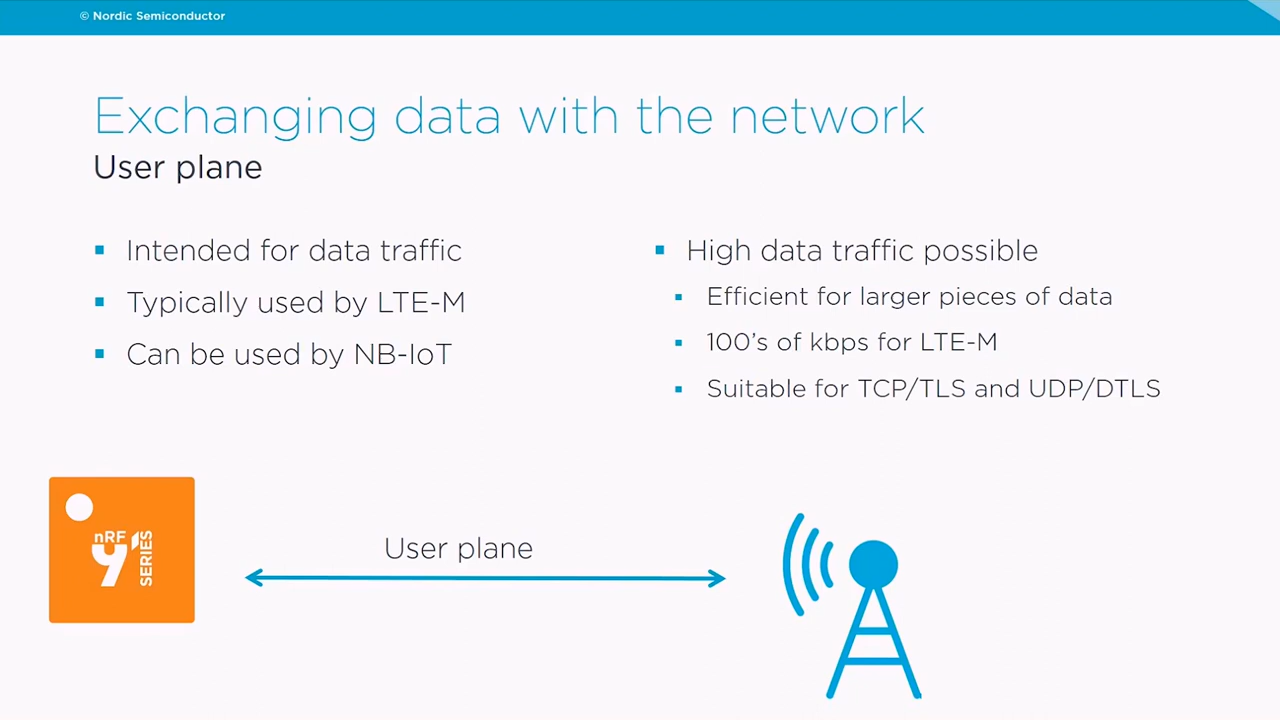 © Nordic Semiconductor
Exchanging data with the network
User plane
Intended for data traffic
Typically used by LTE-M
Can be used by NB-IoT
High data traffic possible
Efficient for larger pieces of data
100's of kbps for LTE-M
Suitable for TCP/TLS and UDP/DTLS
nRF
91
SERIES
User plane